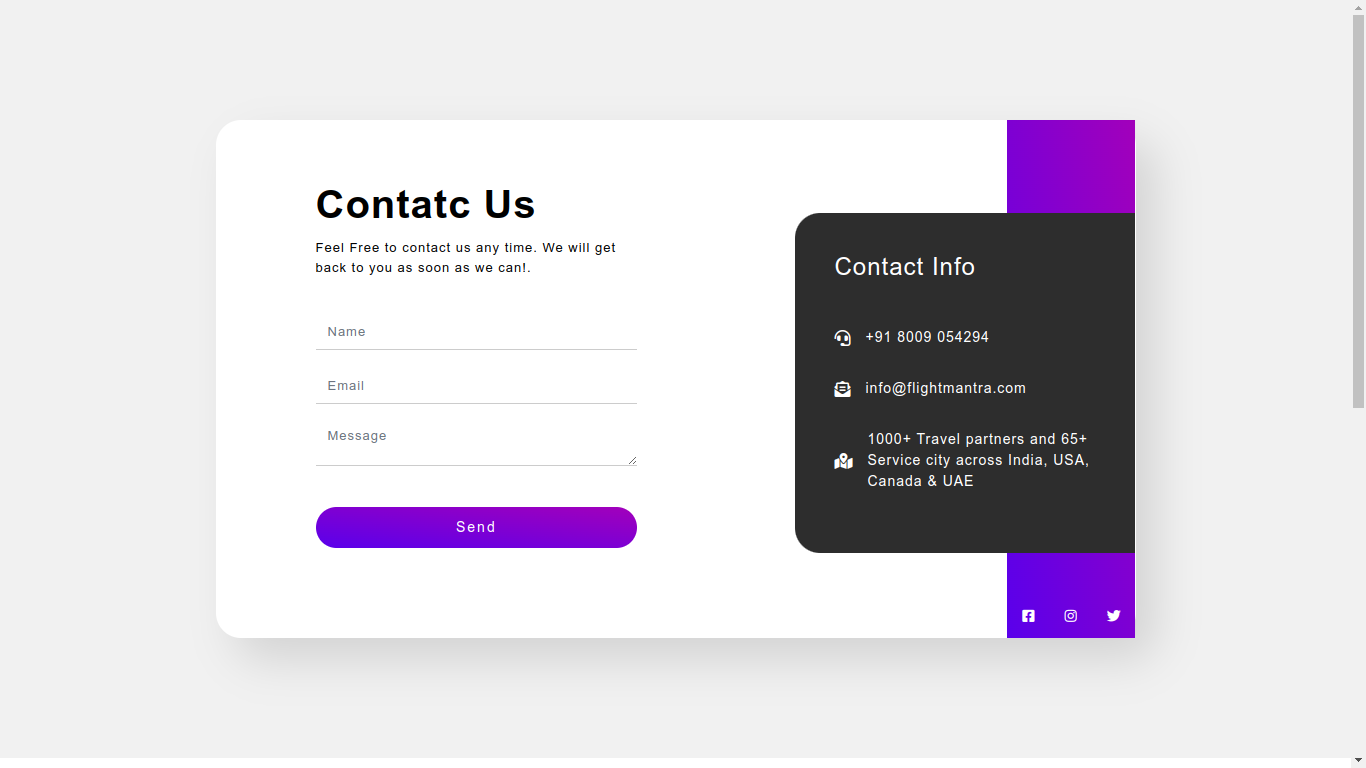 Contatc Us
Feel Free to contact us any time. We will get
back to you as soon as we can!.
Name
Email
Message
Send
Contact Info
+91 8009 054294
info@flightmantra.com
1000+ Travel partners and 65+
Service city across India, USA,
Canada & UAE